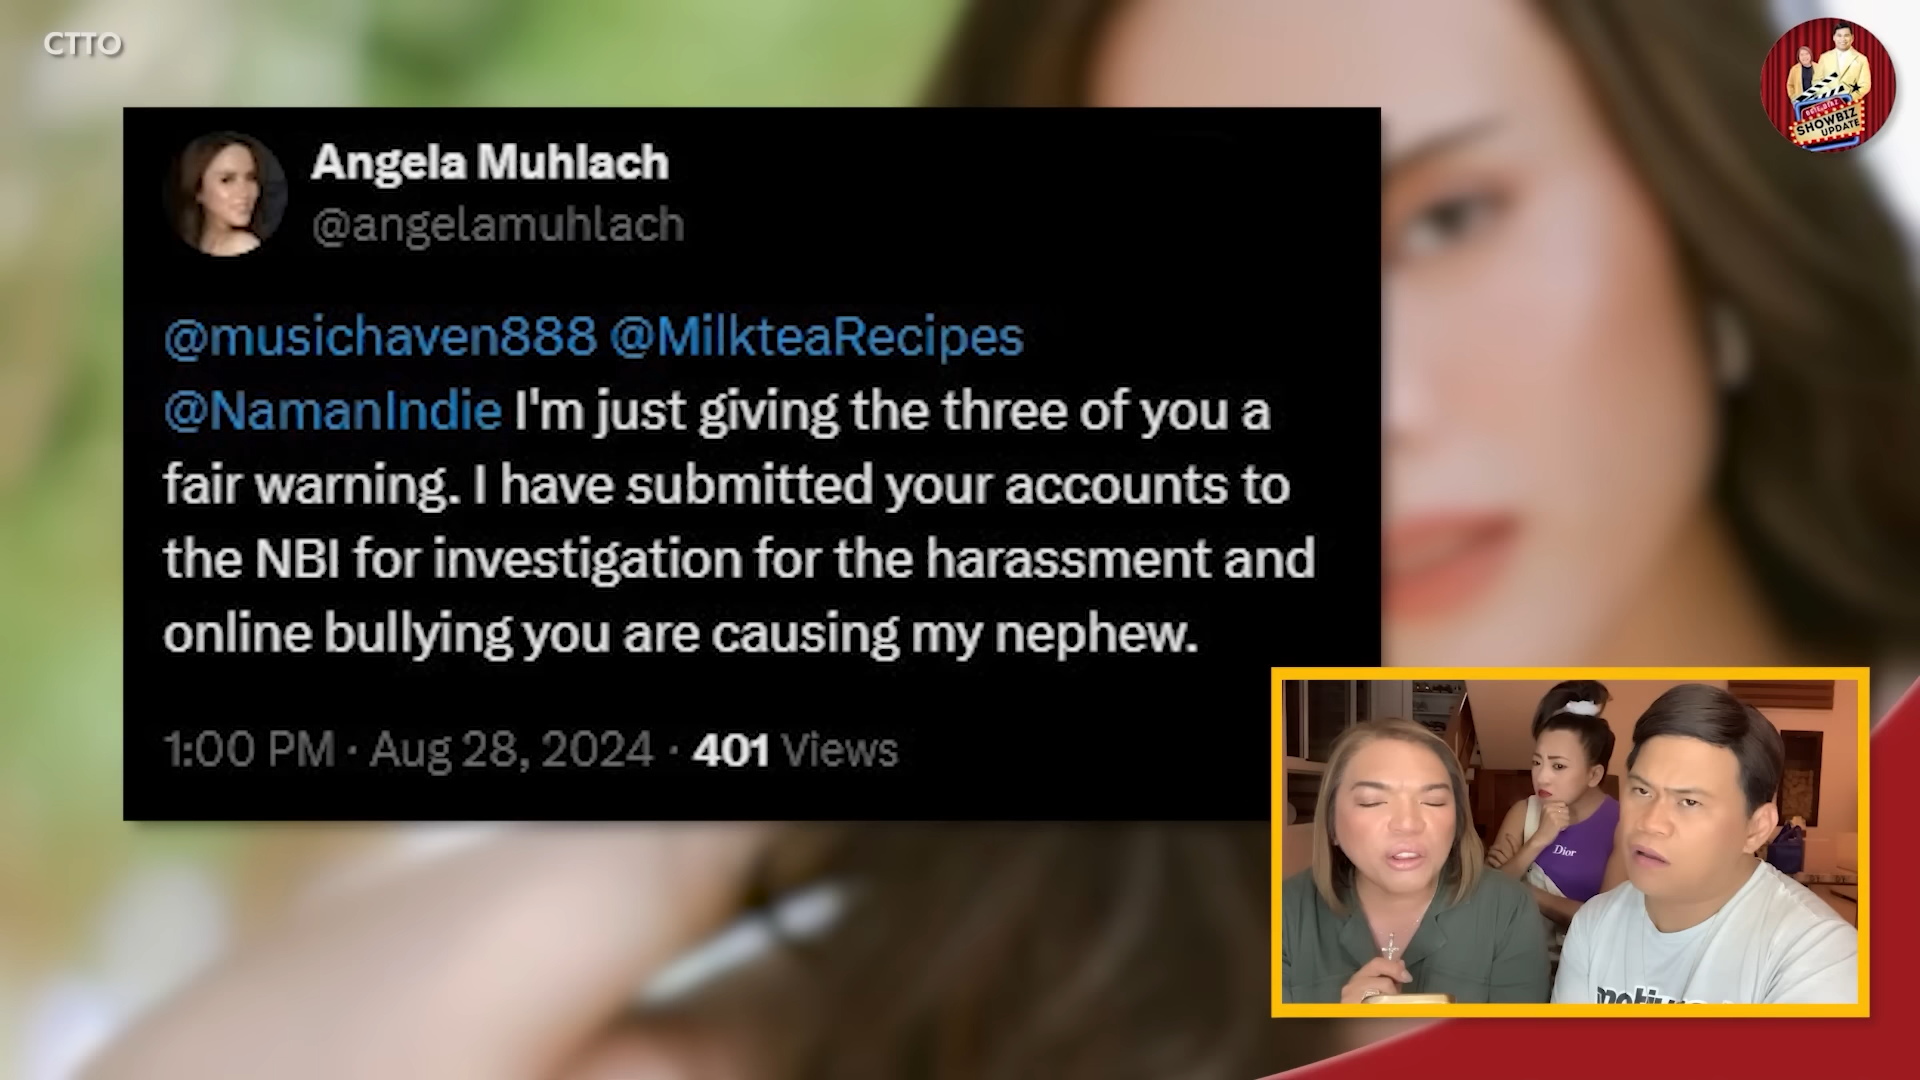 CTTO
SHOWBIZ
UPDATE
Angela Muhlach
@angelamuhlach
@musichaven888 @MilkteaRecipes
@NamanIndie I'm just giving the three of you a
fair warning. I have submitted your accounts to
the NBI for investigation for the harassment and
online bullying you are causing my nephew.
1:00 PM · Aug 28, 2024 · 401 Views
Dior